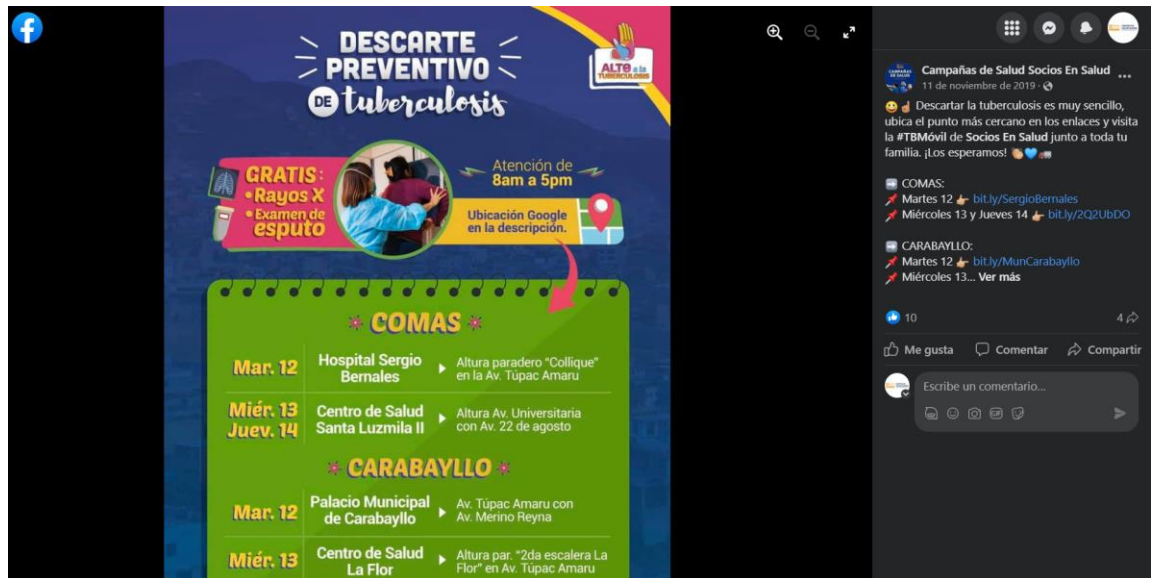 DESCARTE
PREVENTIVO
DE tuberculosis
ALTO a la
TUBERCULOSIS
GRATIS:
• Rayos X
• Examen de
esputo
Atención de
8am a 5pm
Ubicación Google
en la descripción.
COMAS
Mar. 12
Hospital Sergio
Bernales
Altura paradero "Collique"
en la Av. Túpac Amaru
Miér. 13
Juev. 14
Centro de Salud
Santa Luzmila II
Altura Av. Universitaria
con Av. 22 de agosto
CARABAYLLO
Mar. 12
Palacio Municipal
de Carabayllo
Av. Túpac Amaru con
Av. Merino Reyna
Miér. 13
Centro de Salud
La Flor
Altura par. "2da escalera La
Flor" en Av. Túpac Amaru
Campañas de Salud Socios En Salud
11 de noviembre de 2019
Descartar la tuberculosis es muy sencillo,
ubica el punto más cercano en los enlaces y visita
la #TBMóvil de Socios En Salud junto a toda tu
familia. ¡Los esperamos!
COMAS:
Martes 12 bit.ly/SergioBernales
Miércoles 13 y Jueves 14 bit.ly/2Q2UbDO
CARABAYLLO:
Martes 12 bit.ly/MunCarabayllo
Miércoles 13... Ver más
10
4
Me gusta Comentar Compartir
Escribe un comentario...
GIF